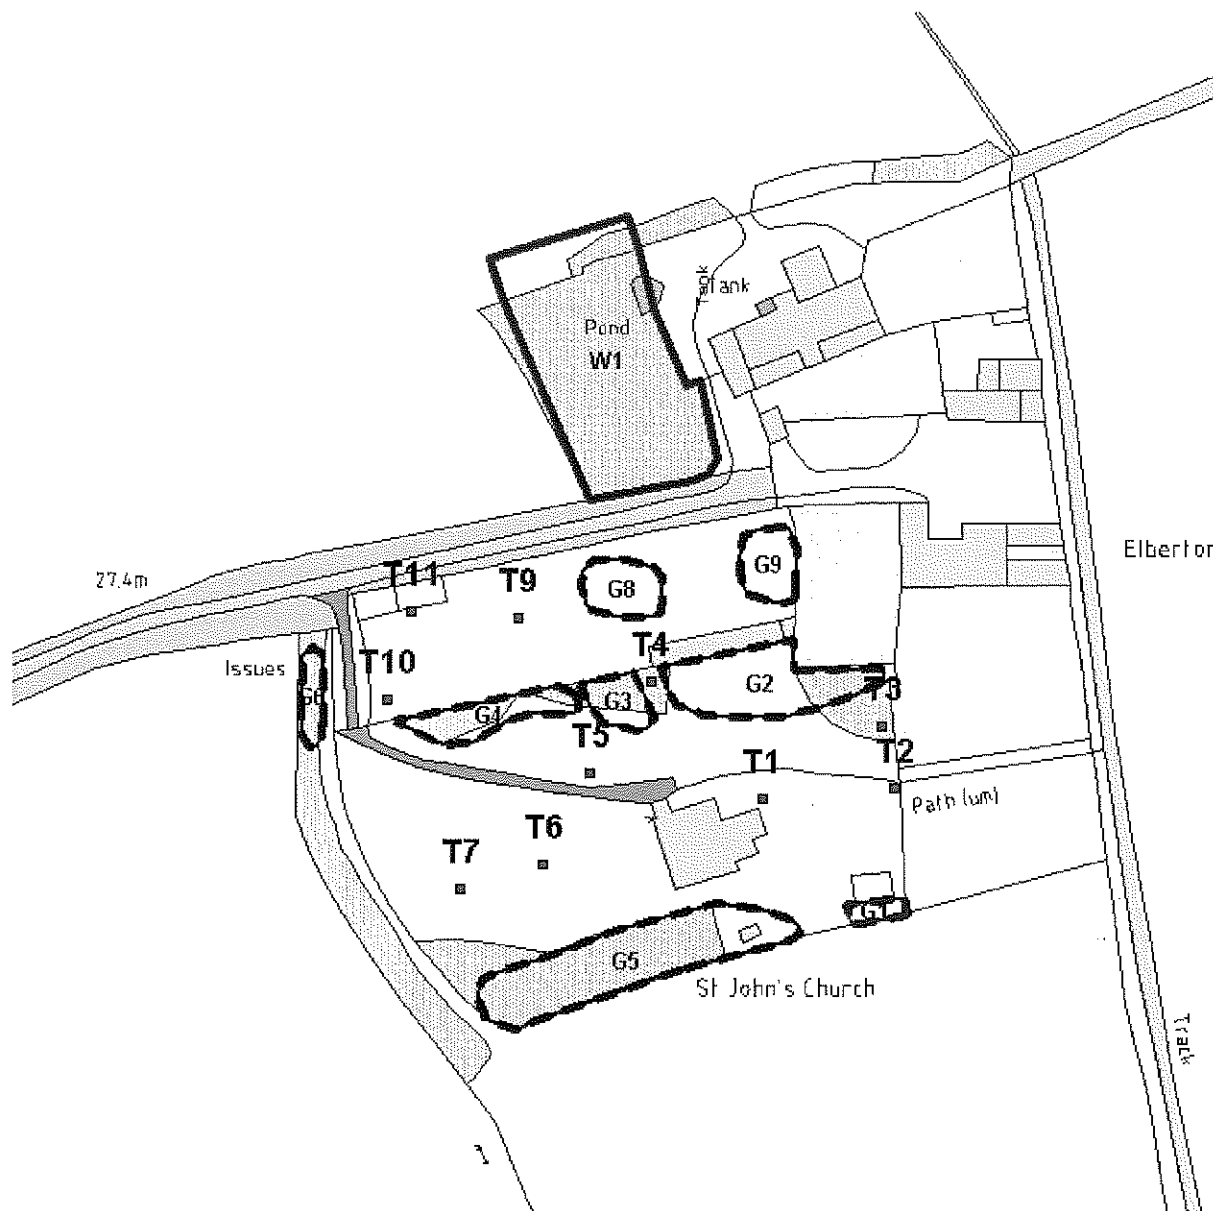 Tank
Tank
Pond
W1
Elberton
27.4m
T11
T9
G8
G9
Issues
G6
T10
T4
G4
G3
G2
T3
T5
T1
T2
Path (um)
T7
T6
G1
G5
St John's Church
Track